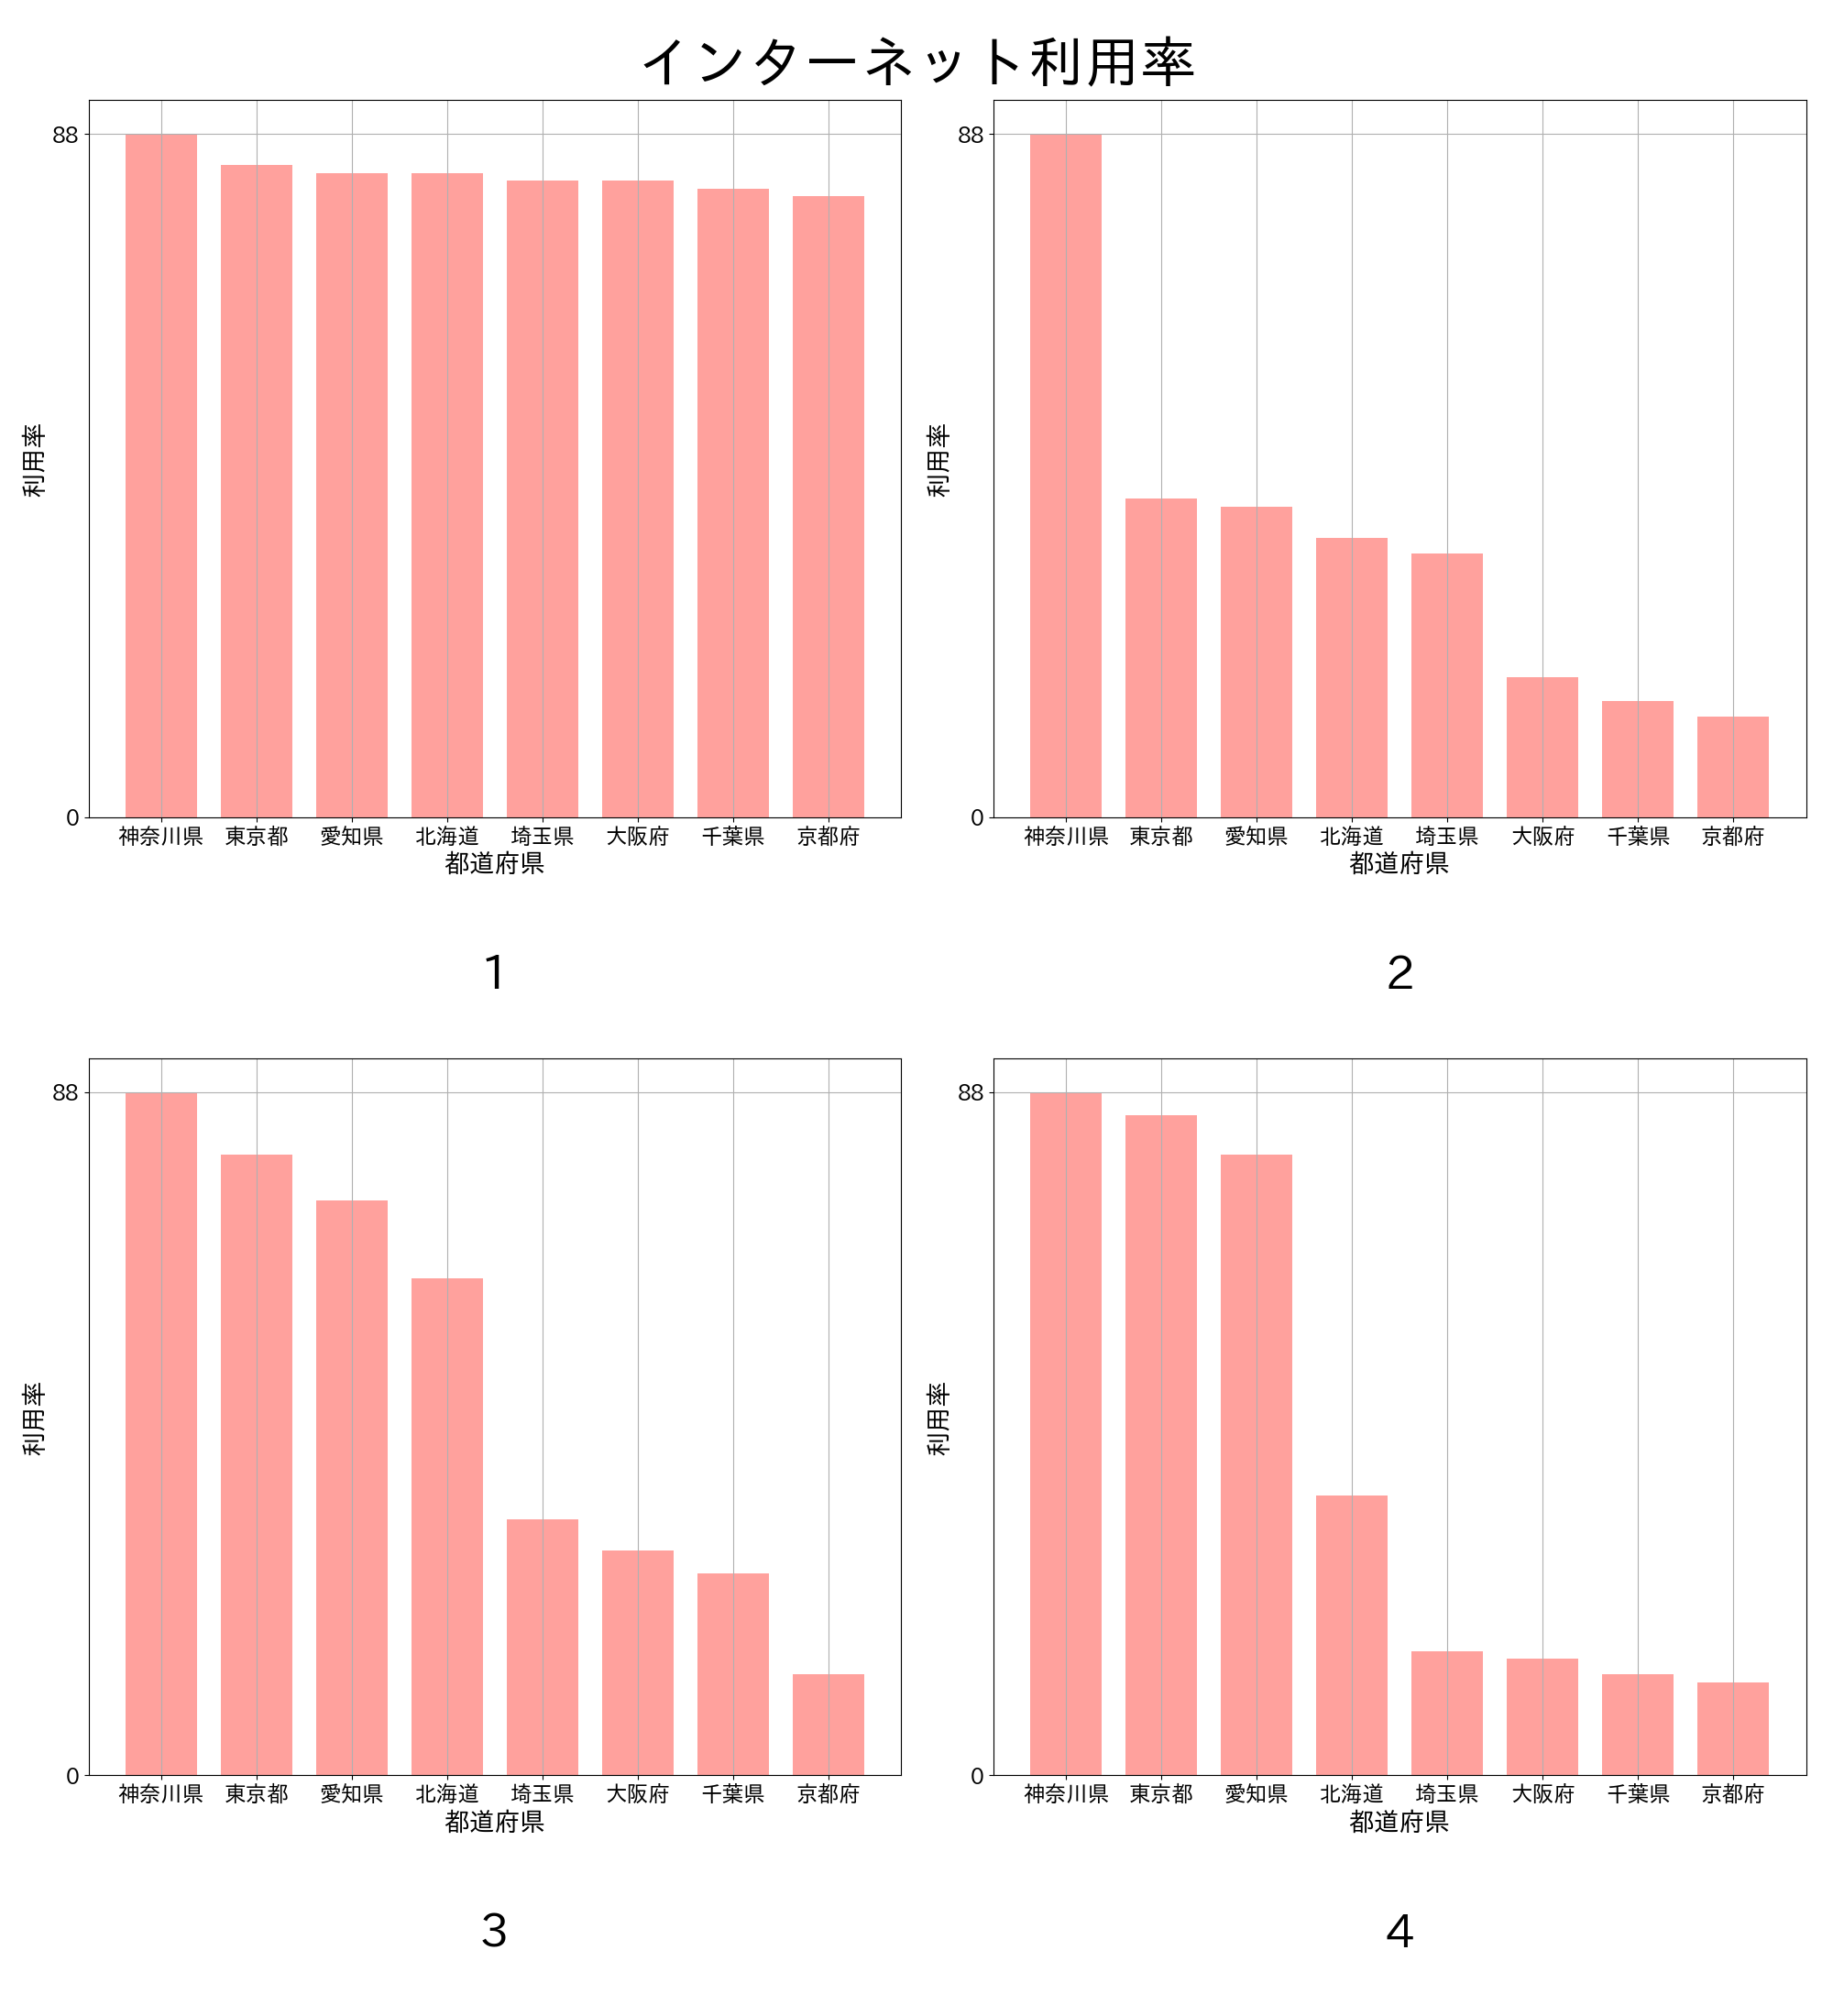 インターネット利用率
88
0
利用率
神奈川県 東京都 愛知県 北海道 埼玉県 大阪府 千葉県 京都府
都道府県
1
88
0
利用率
神奈川県 東京都 愛知県 北海道 埼玉県 大阪府 千葉県 京都府
都道府県
2
88
0
利用率
神奈川県 東京都 愛知県 北海道 埼玉県 大阪府 千葉県 京都府
都道府県
3
88
0
利用率
神奈川県 東京都 愛知県 北海道 埼玉県 大阪府 千葉県 京都府
都道府県
4